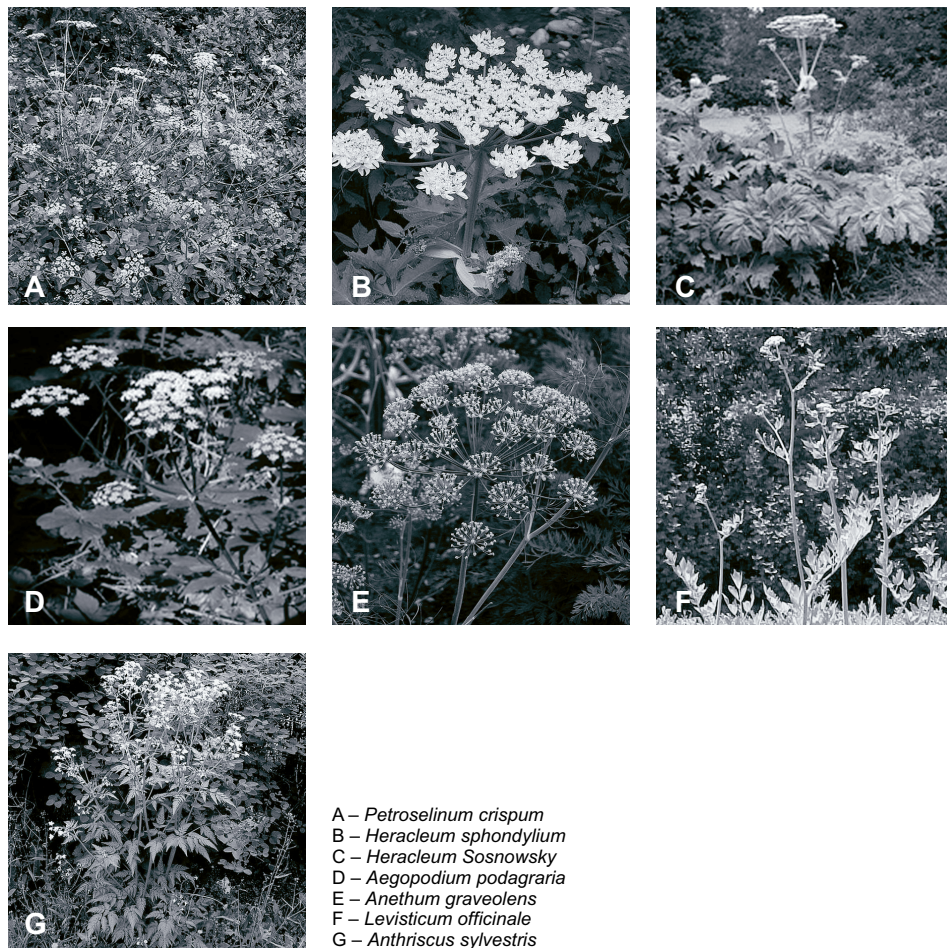 A
B
C
D
E
F
G
A – Petroselinum crispum
B – Heracleum sphondylium
C – Heracleum Sosnowsky
D – Aegopodium podagraria
E – Anethum graveolens
F – Levisticum officinale
G – Anthriscus sylvestris